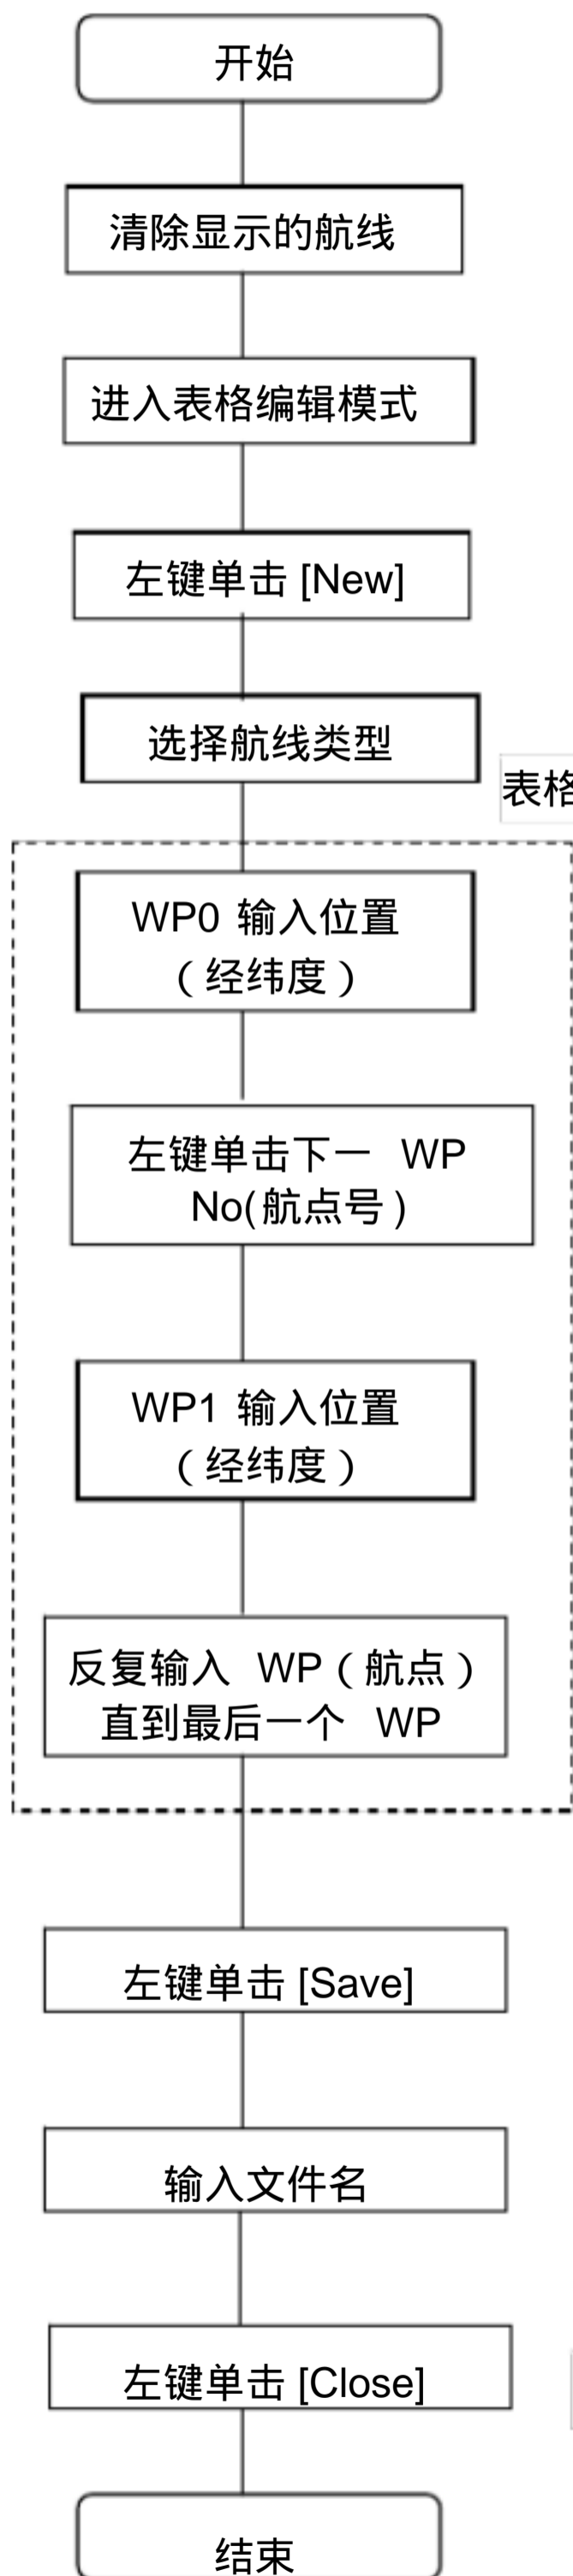 开始
清除显示的航线
进入表格编辑模式
左键单击 [New]
选择航线类型
表格
WP0 输入位置
（经纬度）
左键单击下一 WP
No(航点号)
WP1 输入位置
（经纬度）
反复输入 WP（航点）
直到最后一个 WP
左键单击 [Save]
输入文件名
左键单击 [Close]
结束